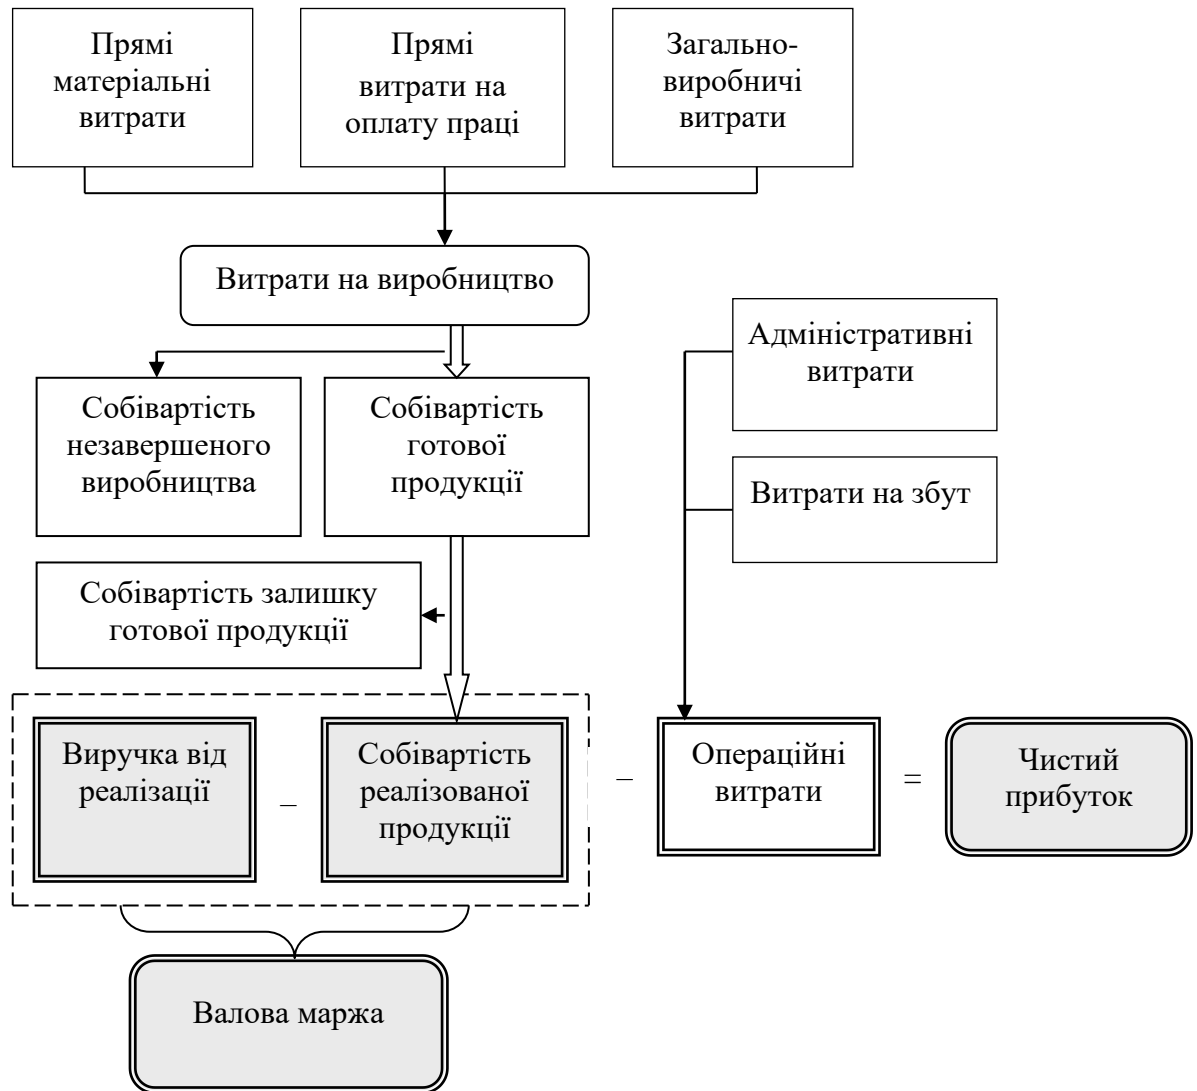 Прямі
матеріальні
витрати
Прямі
витрати на
оплату праці
Загально-
виробничі
витрати
Витрати на виробництво
Адміністративні
витрати
Собівартість
незавершеного
виробництва
Собівартість
готової
продукції
Витрати на збут
Собівартість залишку
готової продукції
Виручка від
реалізації
–
Собівартість
реалізованої
продукції
–
Операційні
витрати
=
Чистий
прибуток
Валова маржа